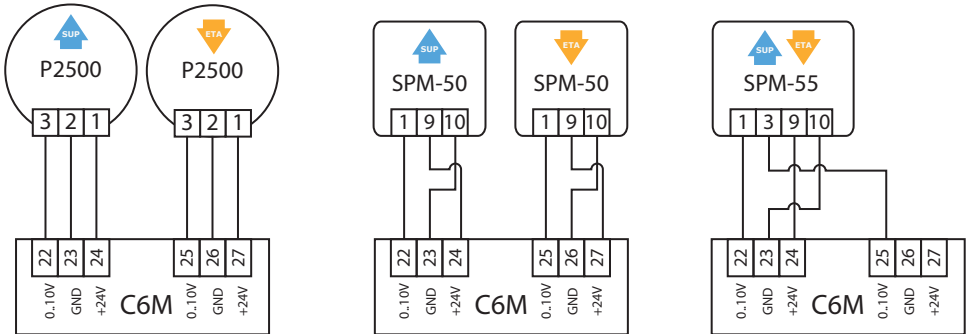 SUP
P2500
3 2 1
ETA
P2500
3 2 1
22 23 24 25 26 27
0..10V GND +24V 0..10V GND +24V
C6M
SUP
SPM-50
1 9 10
ETA
SPM-50
1 9 10
22 23 24 25 26 27
0..10V GND +24V 0..10V GND +24V
C6M
SUP ETA
SPM-55
1 3 9 10
22 23 24 25 26 27
0..10V GND +24V 0..10V GND +24V
C6M